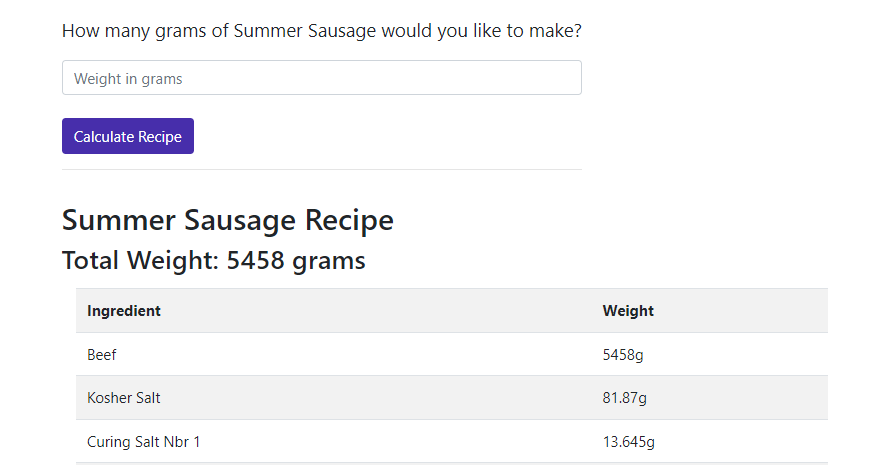 How many grams of Summer Sausage would you like to make?
Weight in grams
Calculate Recipe
Summer Sausage Recipe
Total Weight: 5458 grams
Ingredient Weight
Beef 5458g
Kosher Salt 81.87g
Curing Salt Nbr 1 13.645g